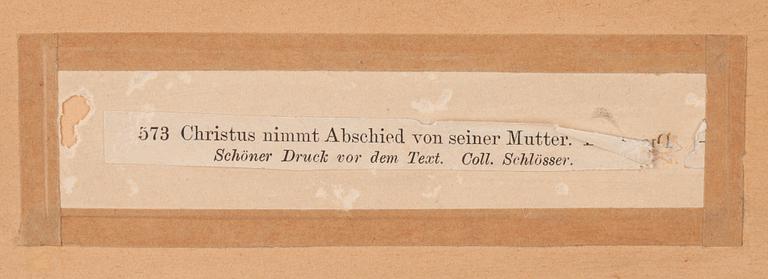 573 Christus nimmt Abschied von seiner Mutter.
Schöner Druck vor dem Text. Coll. Schlösser.